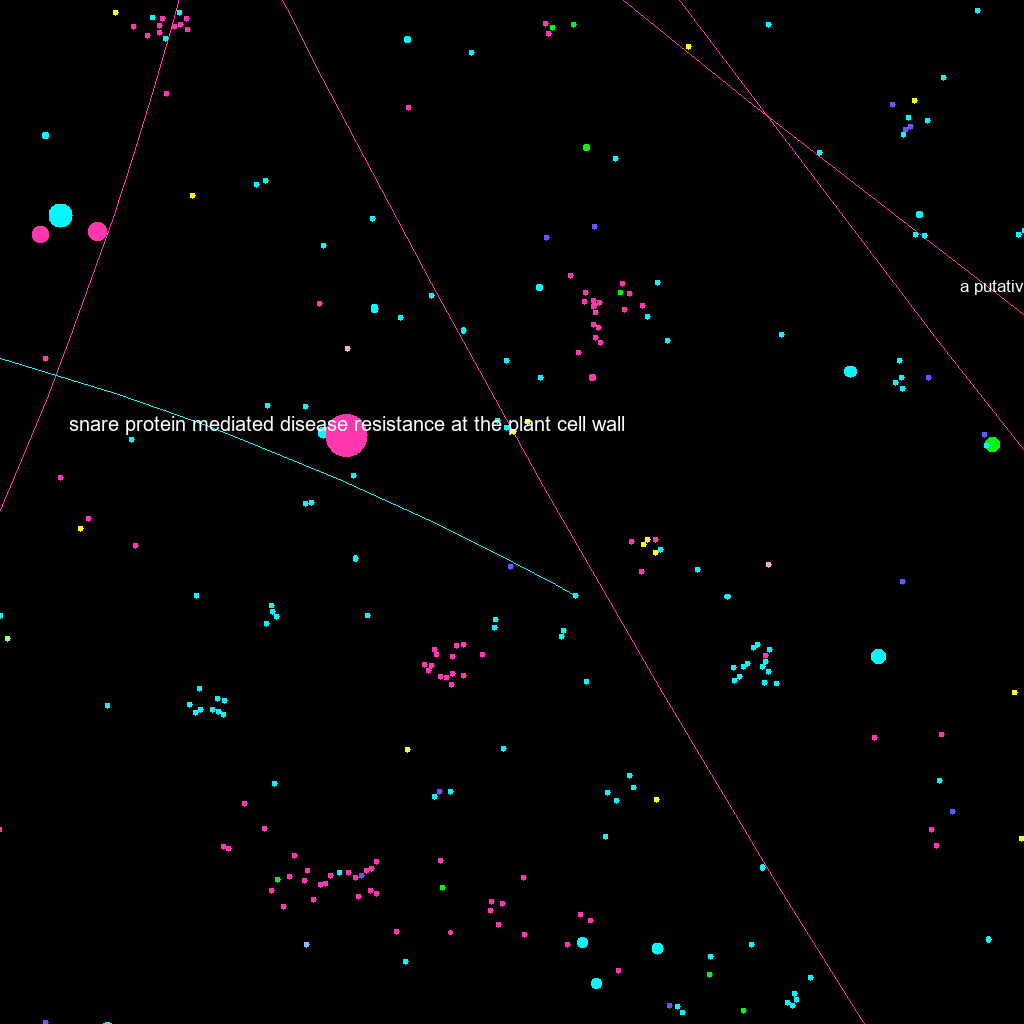 a putativ
snare protein mediated disease resistance at the plant cell wall